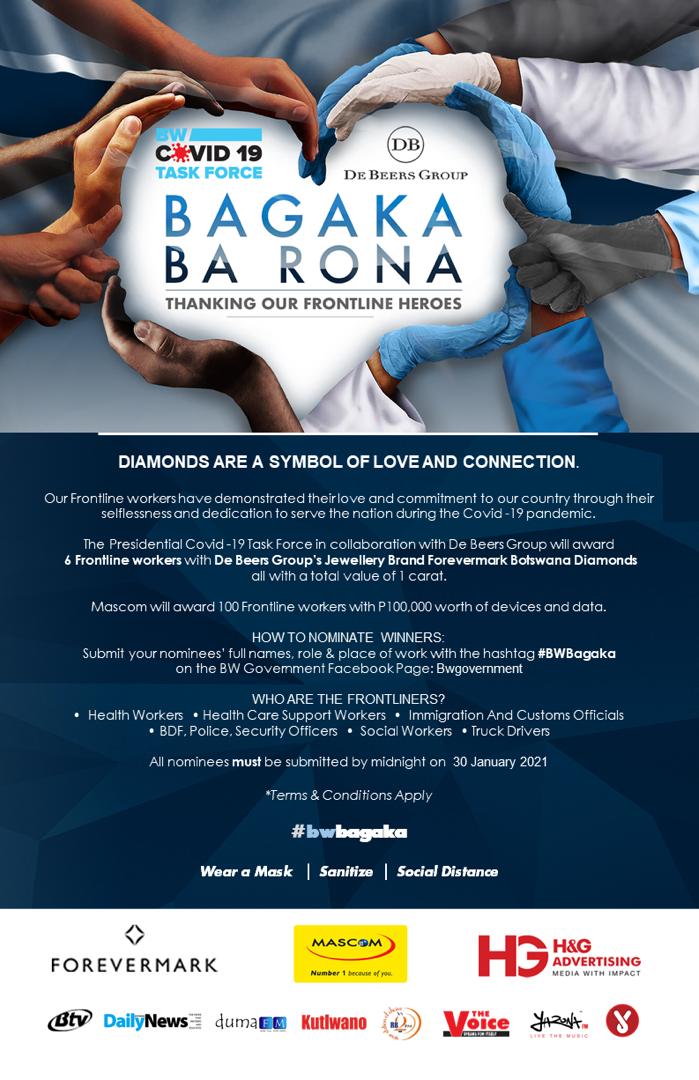 BW
COVID 19
TASK FORCE
DB
DE BEERS GROUP
BAGAKA
BA RONA
THANKING OUR FRONTLINE HEROES
DIAMONDS ARE A SYMBOL OF LOVE AND CONNECTION.
Our Frontline workers have demonstrated their love and commitment to our country through their
selflessness and dedication to serve the nation during the Covid -19 pandemic.
The Presidential Covid -19 Task Force in collaboration with De Beers Group will award
6 Frontline workers with De Beers Group's Jewellery Brand Forevermark Botswana Diamonds
all with a total value of 1 carat.
Mascom will award 100 Frontline workers with P100,000 worth of devices and data.
HOW TO NOMINATE WINNERS:
Submit your nominees' full names, role & place of work with the hashtag #BWBagaka
on the BW Government Facebook Page: Bwgovernment
WHO ARE THE FRONTLINERS?
• Health Workers • Health Care Support Workers • Immigration And Customs Officials
• BDF, Police, Security Officers • Social Workers • Truck Drivers
All nominees must be submitted by midnight on 30 January 2021
*Terms & Conditions Apply
#bwbagaka
Wear a Mask | Sanitize | Social Distance
FOREVERMARK
MASCOM
Number 1 because of you.
HG
H&G
ADVERTISING
MEDIA WITH IMPACT
Btv
DailyNews
duma FM
Kutlwano
RB2
THE
Voice
SPEAKS FOR ITSELF
YARONA FM
LIVE THE MUSIC